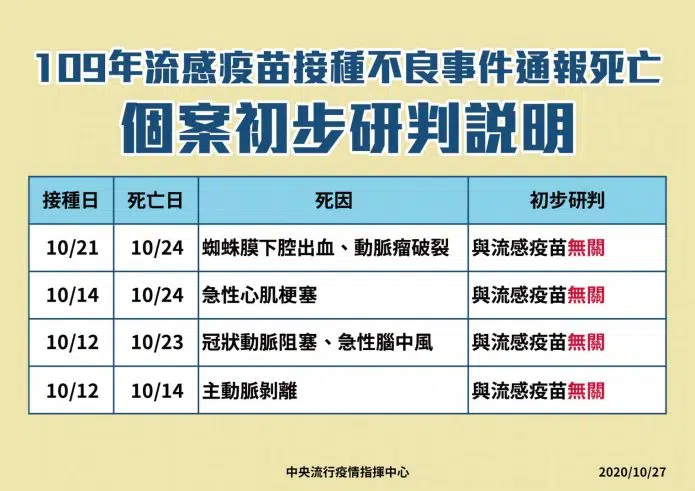 109年流感疫苗接種不良事件通報死亡
個案初步研判説明
接種日 死亡日 死因 初步研判
10/21 10/24 蜘蛛膜下腔出血、動脈瘤破裂 與流感疫苗無關
10/14 10/24 急性心肌梗塞 與流感疫苗無關
10/12 10/23 冠狀動脈阻塞、急性腦中風 與流感疫苗無關
10/12 10/14 主動脈剝離 與流感疫苗無關
中央流行疫情指揮中心 2020/10/27